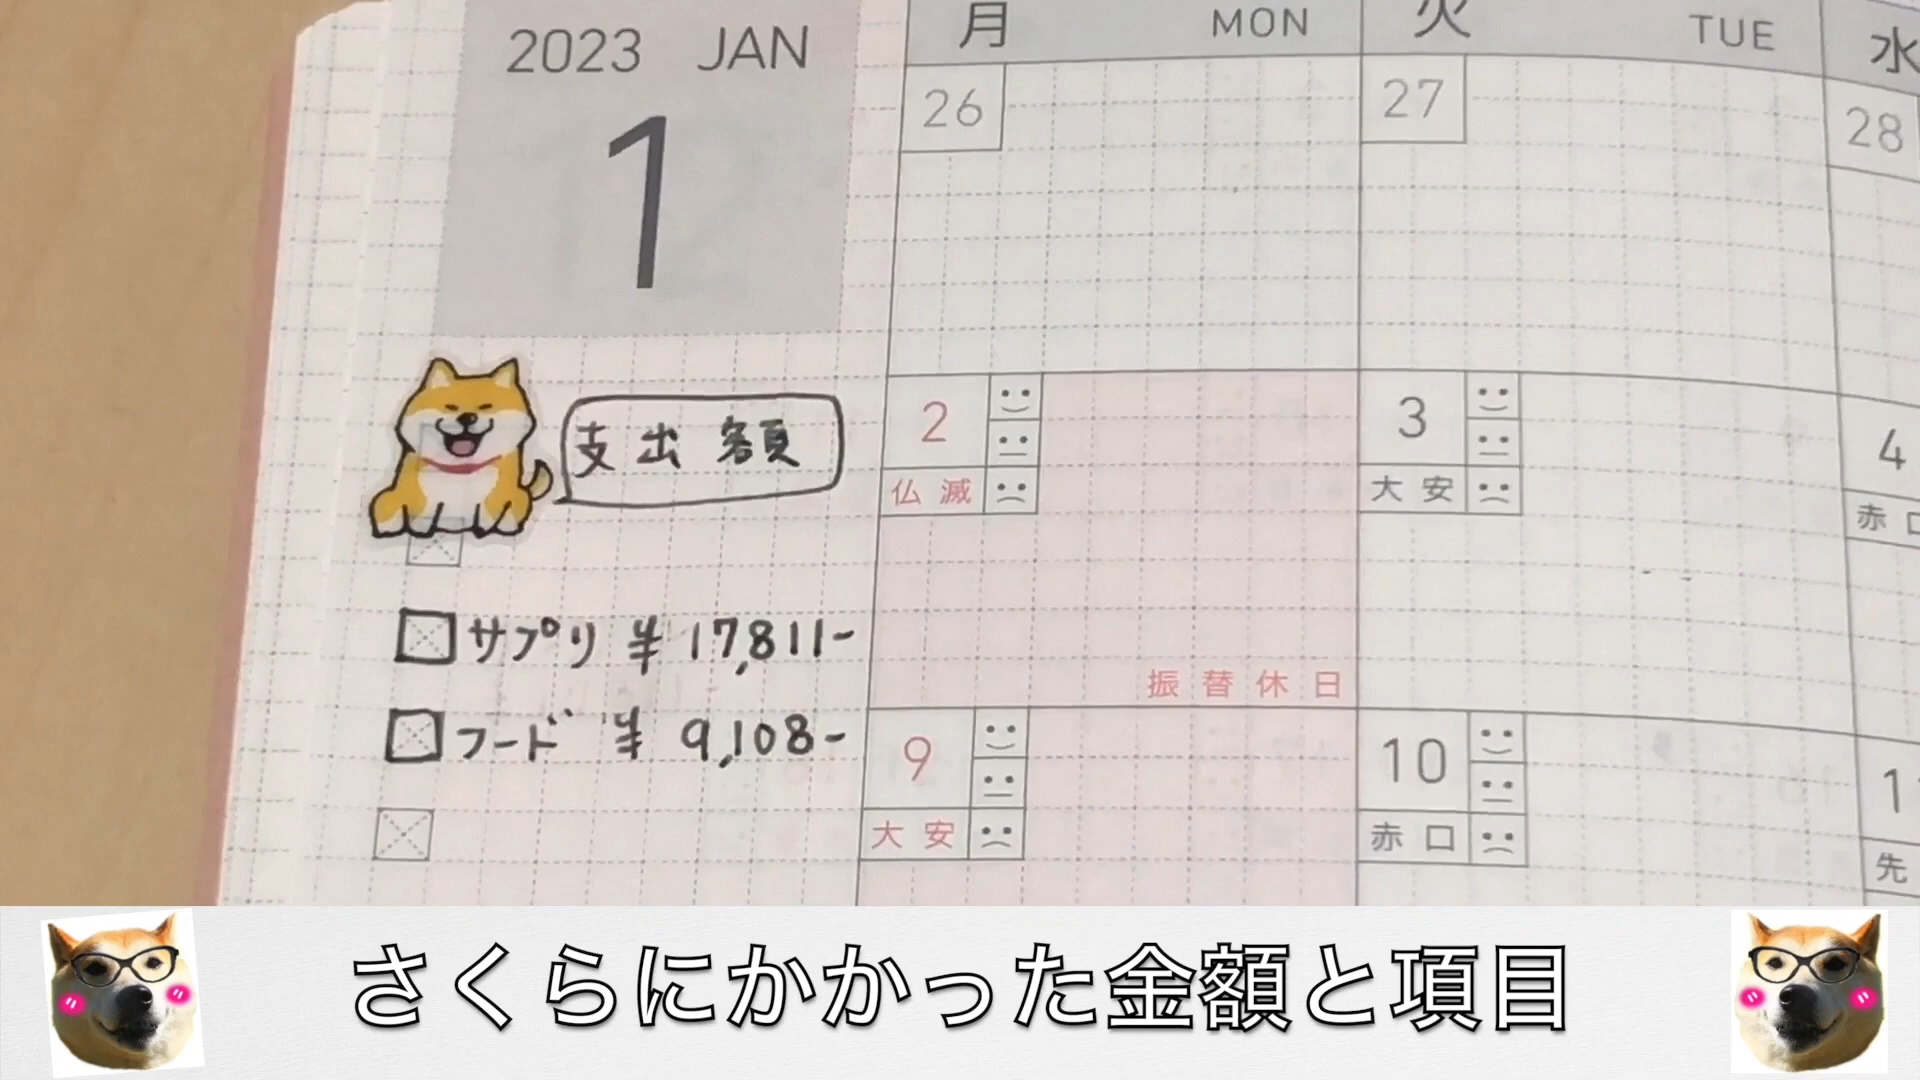 2023 JAN
1
月 MON
火 TUE
水
26
27
28
支出額
2
仏滅
3
大安
4
赤口
サプリ ¥17,811-
フード ¥9,108-
振替休日
9
大安
10
赤口
先
さくらにかかった金額と項目